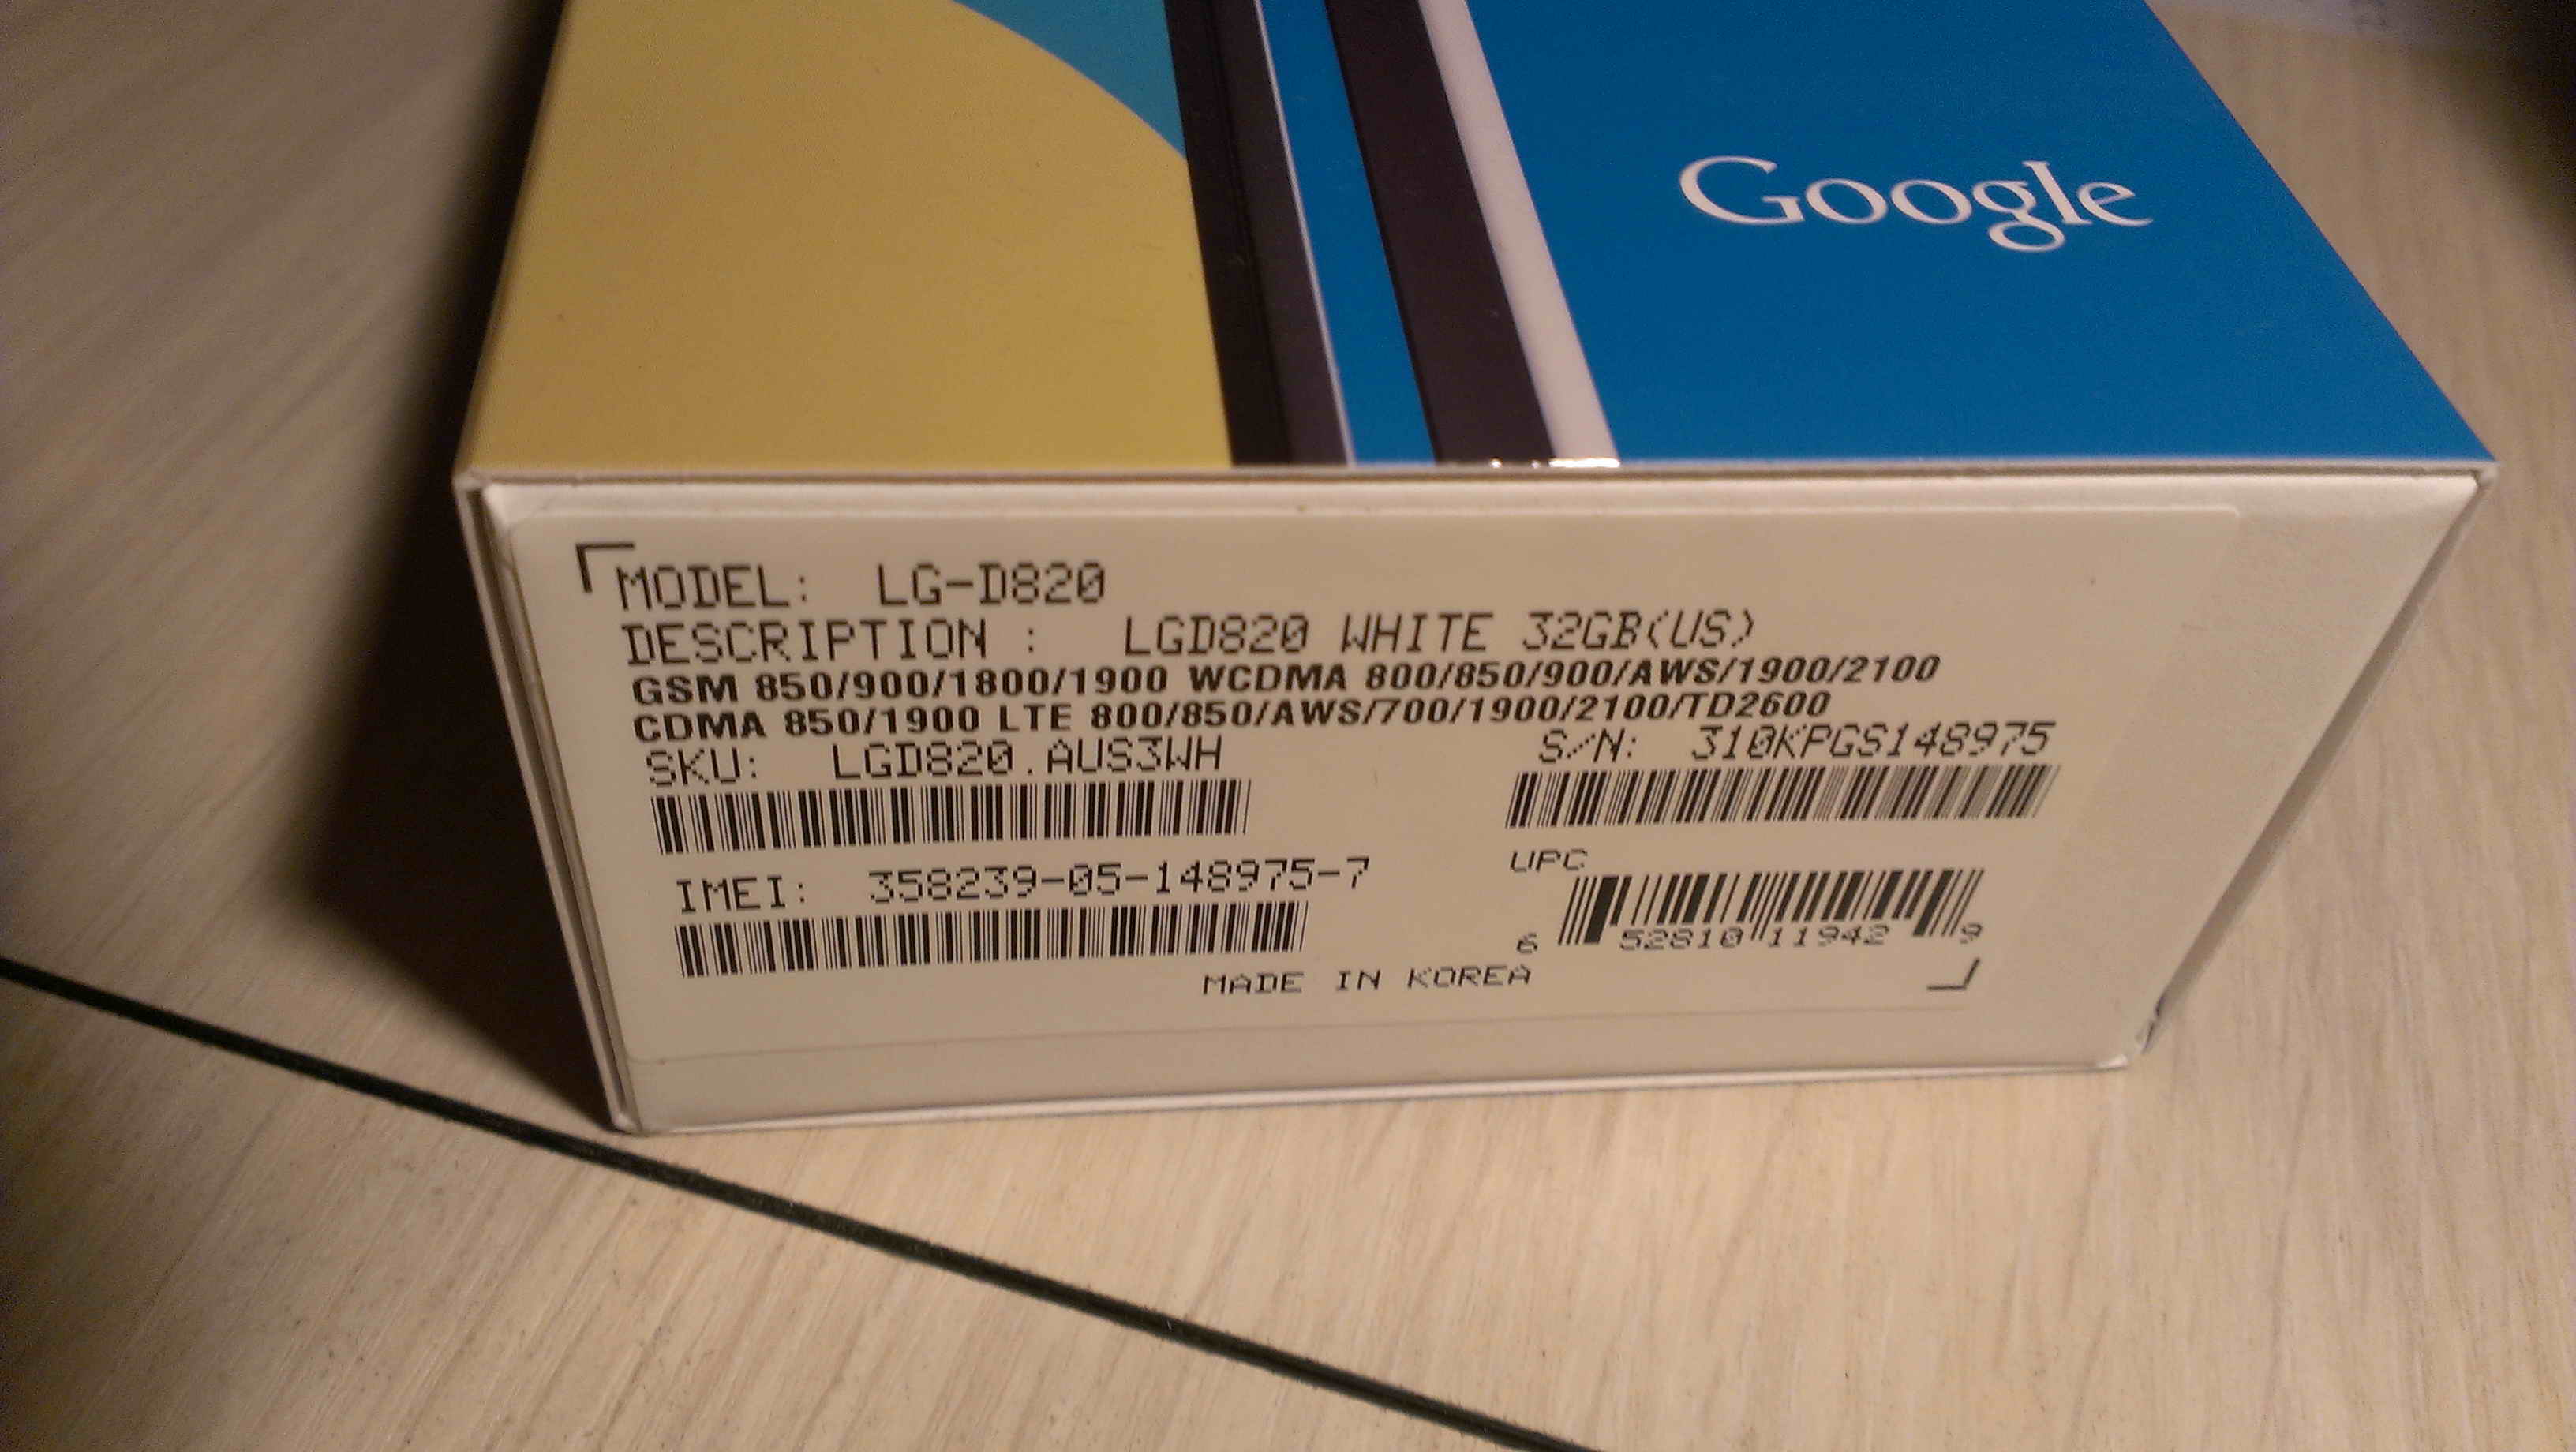 Google
MODEL: LG-D820
DESCRIPTION : LGD820 WHITE 32GB(US)
GSM 850/900/1800/1900 WCDMA 800/850/900/AWS/1900/2100
CDMA 850/1900 LTE 800/850/AWS/700/1900/2100/TD2600
SKU: LGD820.AUS3WH
S/N: 310KPGS148975
IMEI: 358239-05-148975-7
UPC
6 52810 11942 9
MADE IN KOREA